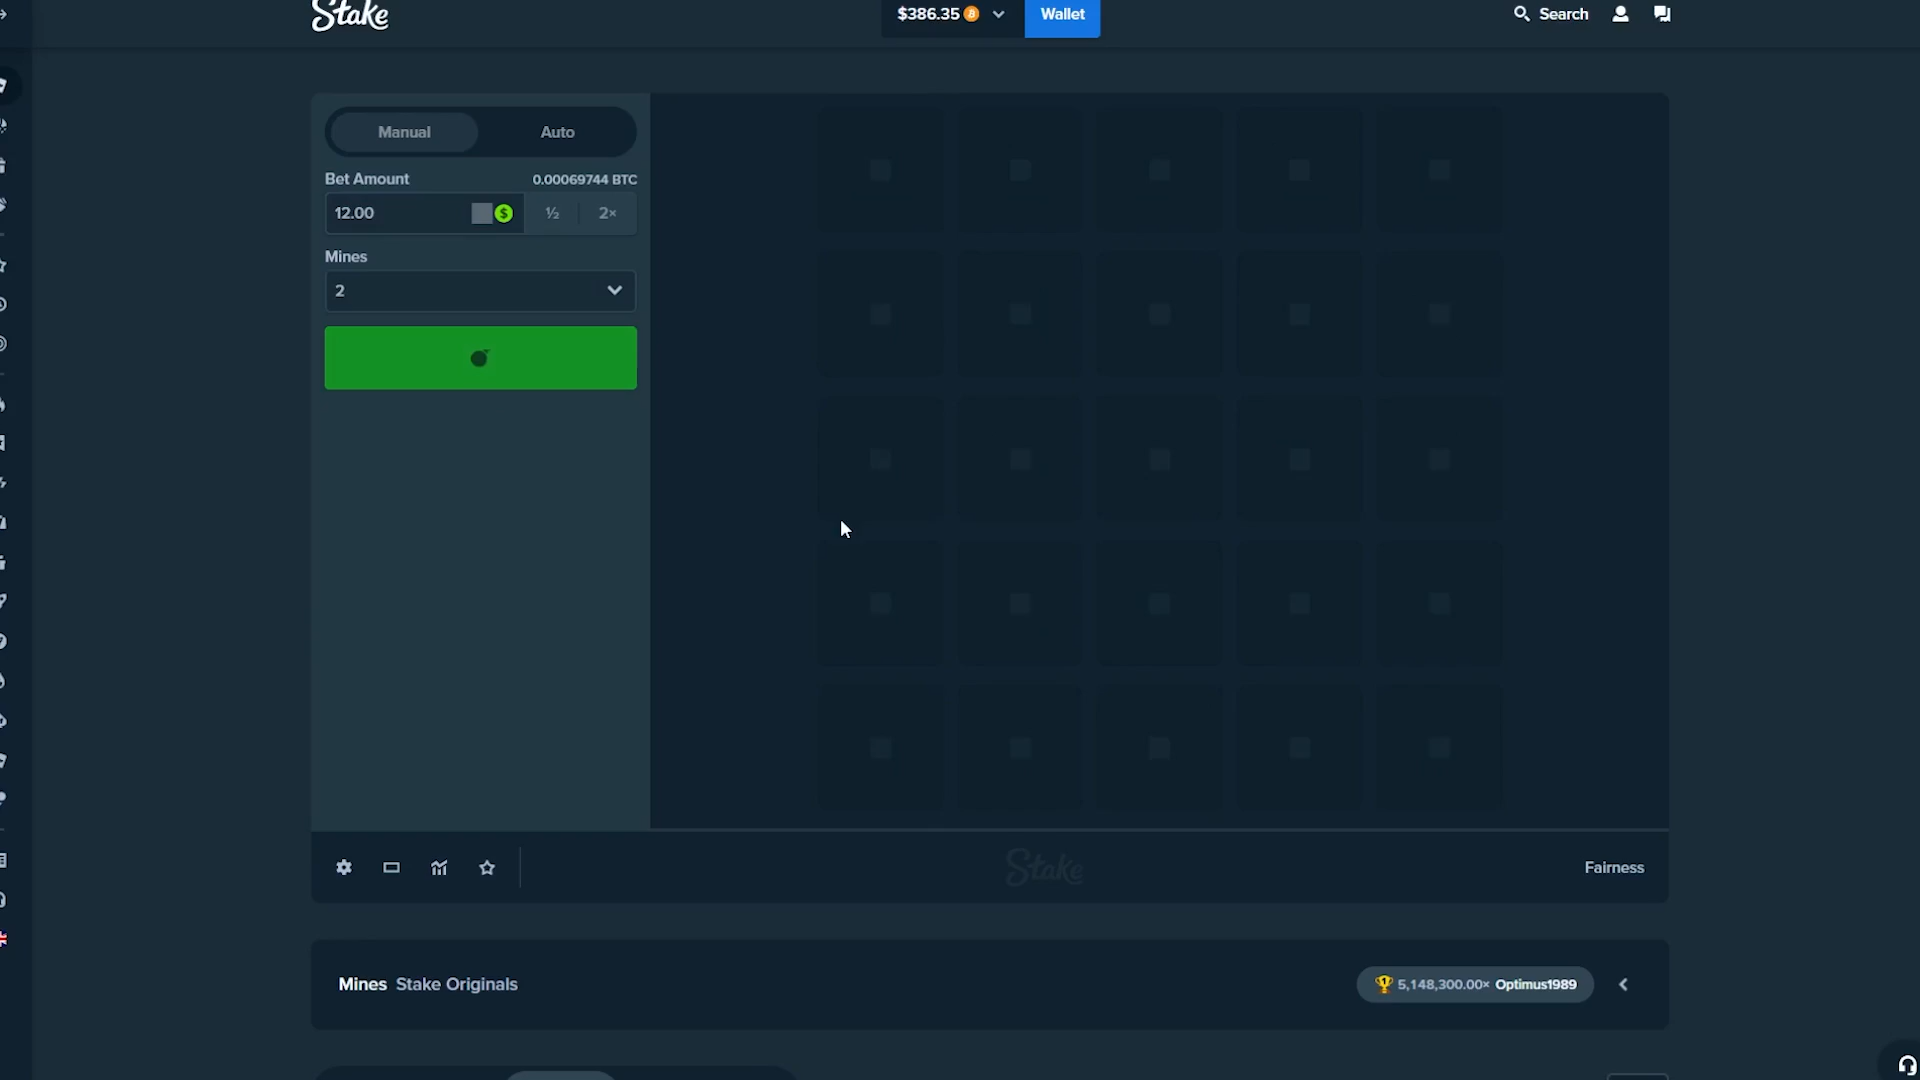 Stake
$386.35
Wallet
Search
Manual
Auto
Bet Amount
0.00069744 BTC
12.00
½
2×
Mines
2
Stake
Fairness
Mines Stake Originals
5,148,300.00× Optimus1989